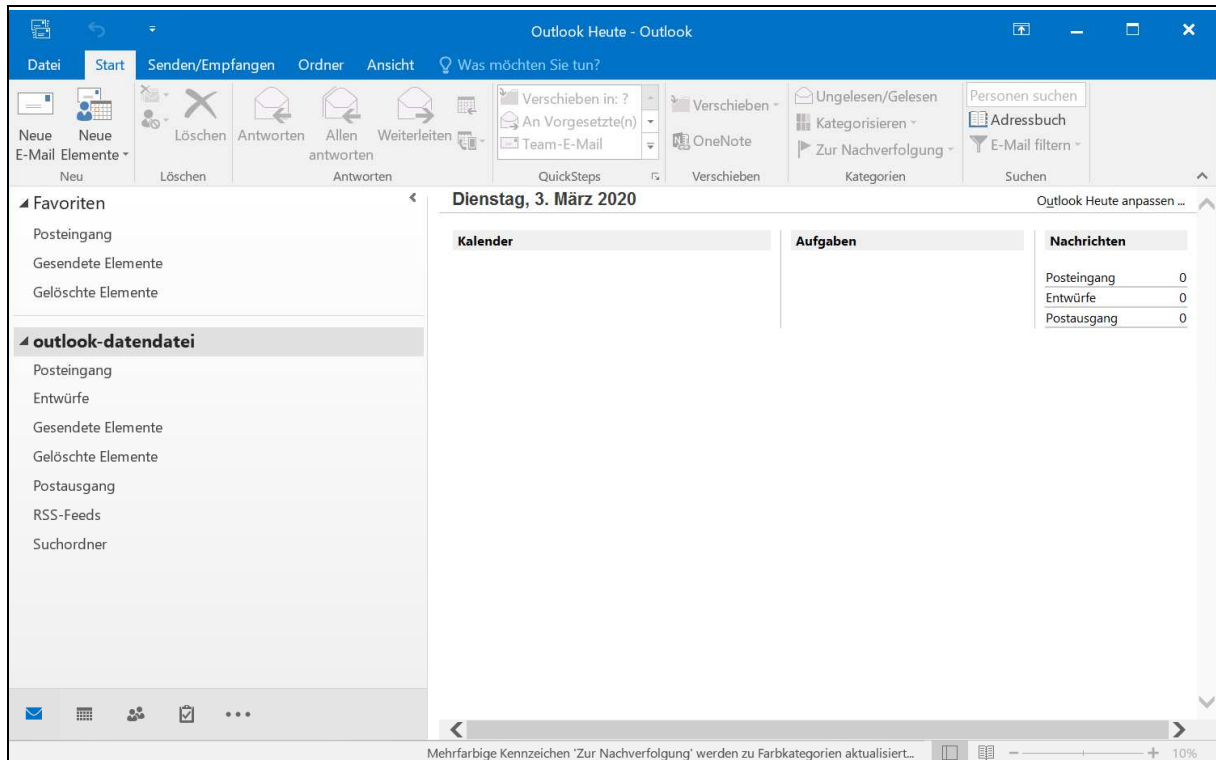 Outlook Heute - Outlook
Datei Start Senden/Empfangen Ordner Ansicht Was möchten Sie tun?
Neue E-Mail
Neue Elemente
Neu
Löschen
Löschen
Antworten
Allen antworten
Weiterleiten
Antworten
Verschieben in: ?
An Vorgesetzte(n)
Team-E-Mail
QuickSteps
Verschieben
OneNote
Verschieben
Ungelesen/Gelesen
Kategorisieren
Zur Nachverfolgung
Kategorien
Personen suchen
Adressbuch
E-Mail filtern
Suchen
Favoriten
Posteingang
Gesendete Elemente
Gelöschte Elemente
outlook-datendatei
Posteingang
Entwürfe
Gesendete Elemente
Gelöschte Elemente
Postausgang
RSS-Feeds
Suchordner
Dienstag, 3. März 2020
Outlook Heute anpassen ...
Kalender
Aufgaben
Nachrichten
Posteingang 0
Entwürfe 0
Postausgang 0
Mehrfarbige Kennzeichen 'Zur Nachverfolgung' werden zu Farbkategorien aktualisiert...
10%